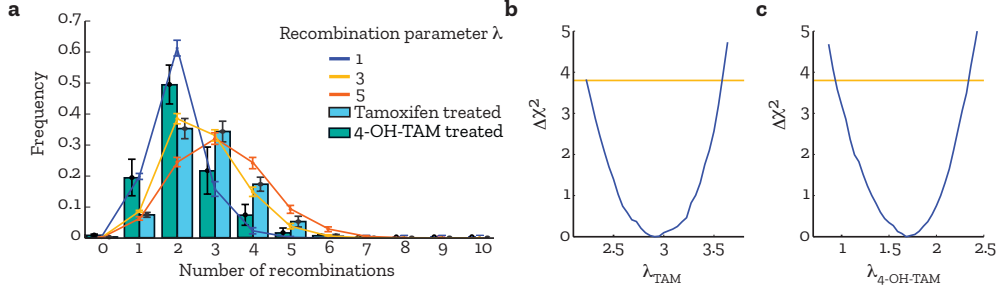 a
Recombination parameter λ
1
3
5
Tamoxifen treated
4-OH-TAM treated
Frequency
0.7
0.6
0.5
0.4
0.3
0.2
0.1
0
0 1 2 3 4 5 6 7 8 9 10
Number of recombinations
b
Δχ²
5
4
3
2
1
0
2.5 3 3.5
λTAM
c
Δχ²
5
4
3
2
1
0
1 1.5 2 2.5
λ4-OH-TAM